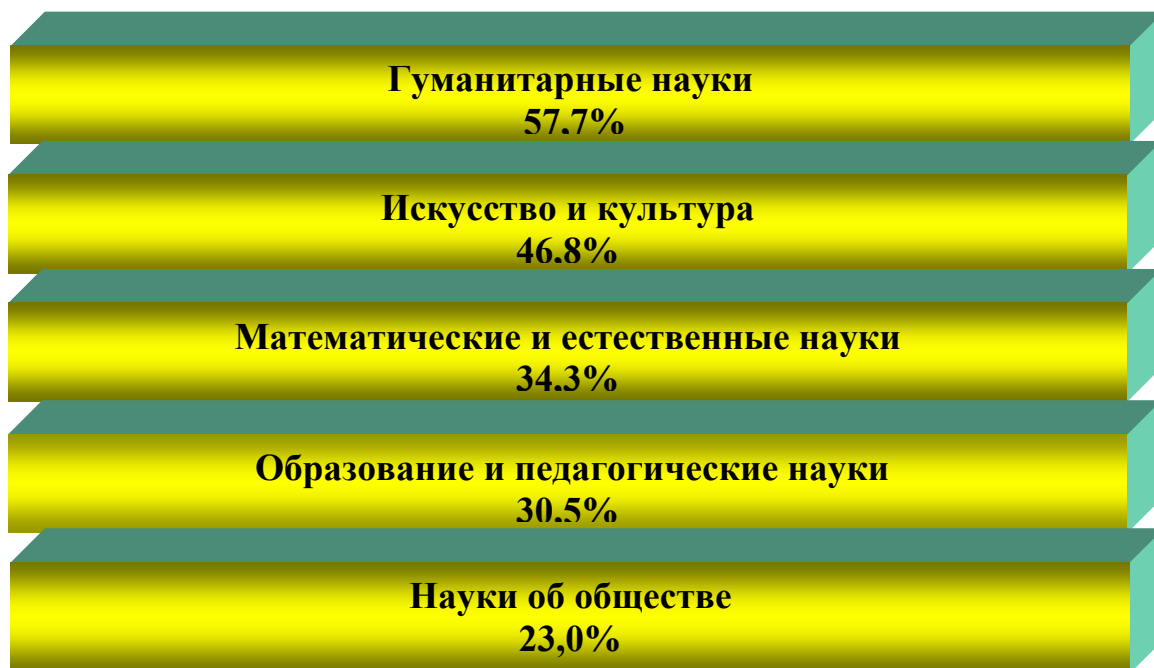 Гуманитарные науки
57,7%
Искусство и культура
46,8%
Математические и естественные науки
34,3%
Образование и педагогические науки
30,5%
Науки об обществе
23,0%